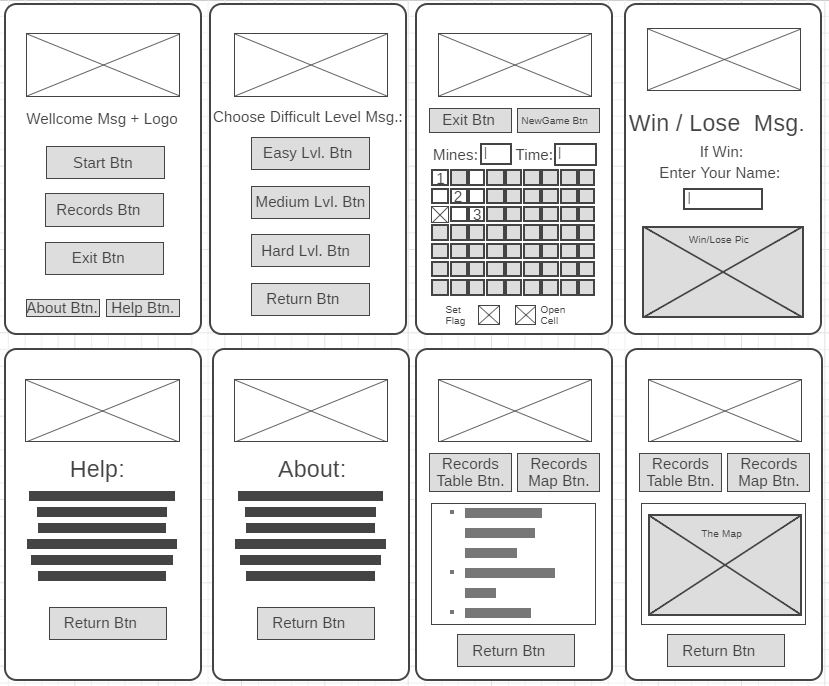 Wellcome Msg + Logo
Start Btn
Records Btn
Exit Btn
About Btn.
Help Btn.
Choose Difficult Level Msg.:
Easy Lvl. Btn
Medium Lvl. Btn
Hard Lvl. Btn
Return Btn
Exit Btn
NewGame Btn
Mines:
Time:
1
2
3
Set
Flag
Open
Cell
Win / Lose Msg.
If Win:
Enter Your Name:
Win/Lose Pic
Help:
Return Btn
About:
Return Btn
Records
Table Btn.
Records
Map Btn.
Return Btn
Records
Table Btn.
Records
Map Btn.
The Map
Return Btn